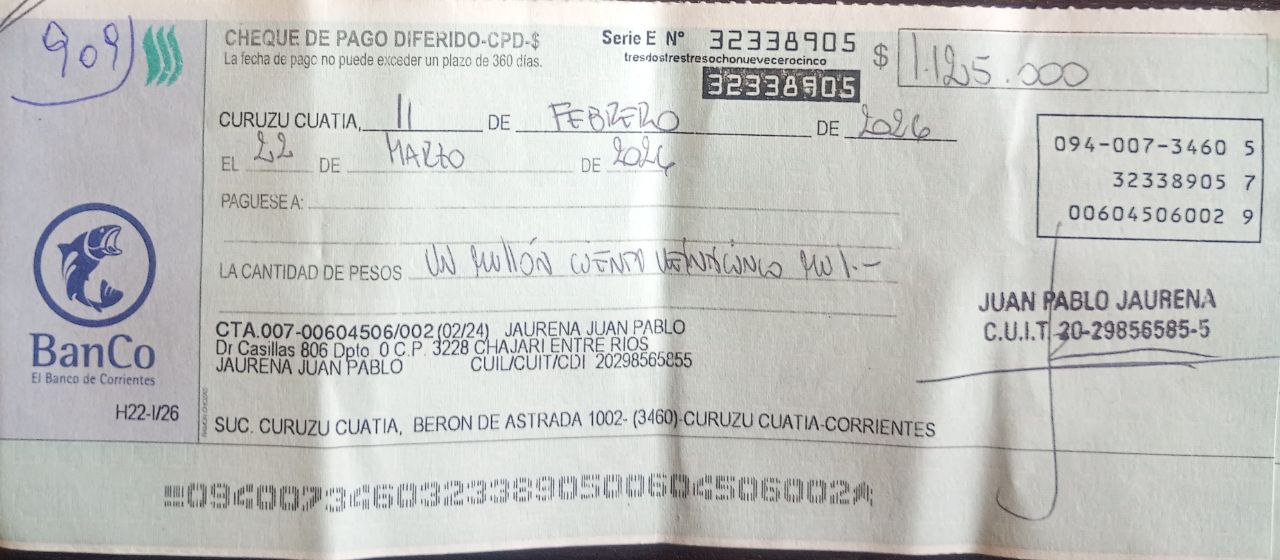 909
CHEQUE DE PAGO DIFERIDO-CPD-$
La fecha de pago no puede exceder un plazo de 360 días.
Serie E Nº 32338905
tresdostrestresochonuevecerocinco
32338905
$ 1.125.000
CURUZU CUATIA, 11 DE FEBRERO DE 2026
EL 22 DE MARZO DE 2026
094-007-3460 5
32338905 7
00604506002 9
PAGUESE A:
LA CANTIDAD DE PESOS UN MILLÓN CIENTO VEINTICINCO MIL.-
JUAN PABLO JAURENA
C.U.I.T 20-29856585-5
CTA.007-00604506/002 (02/24) JAURENA JUAN PABLO
Dr Casillas 806 Dpto 0 C.P. 3228 CHAJARI ENTRE RIOS
JAURENA JUAN PABLO CUIL/CUIT/CDI 20298565855
BanCo
El Banco de Corrientes
H22-I/26
SUC. CURUZU CUATIA, BERON DE ASTRADA 1002- (3460)-CURUZU CUATIA-CORRIENTES
09400734603233890500604506002